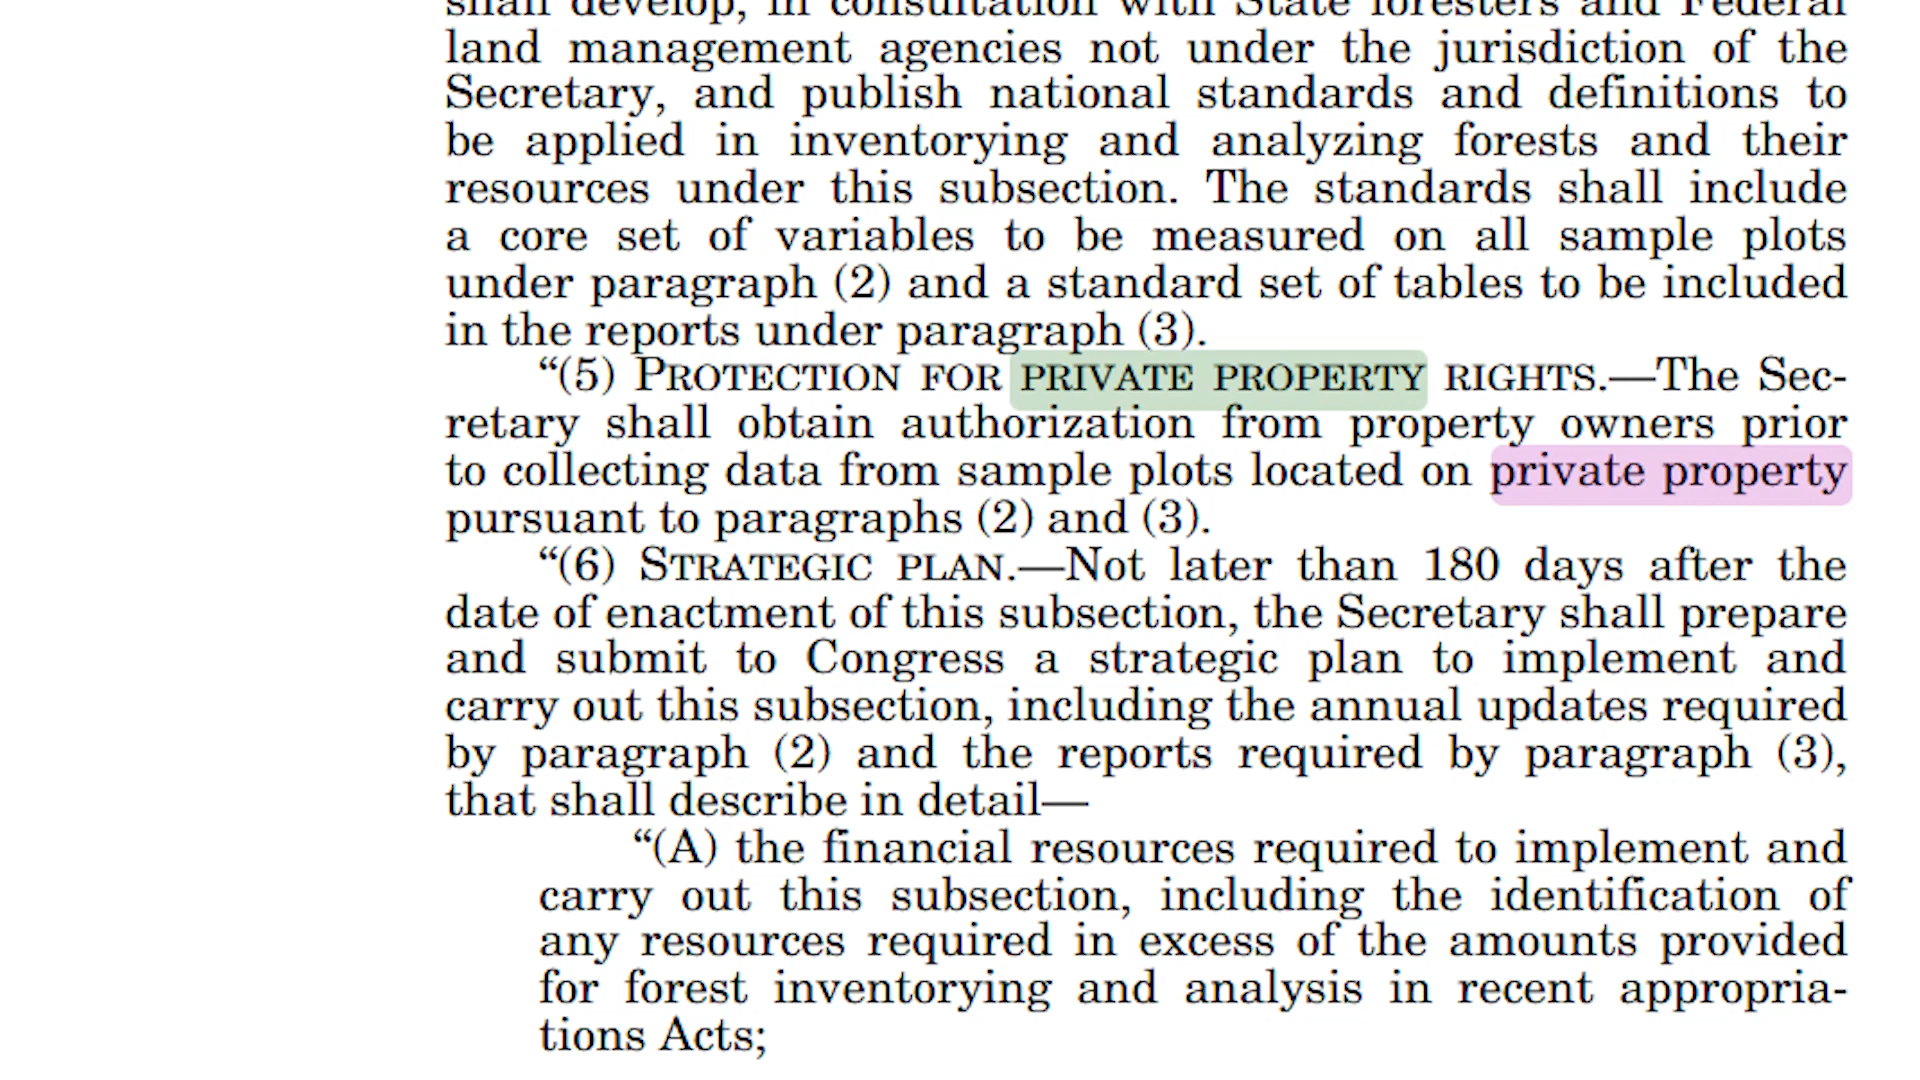 shall develop, in consultation with State foresters and Federal
land management agencies not under the jurisdiction of the
Secretary, and publish national standards and definitions to
be applied in inventorying and analyzing forests and their
resources under this subsection. The standards shall include
a core set of variables to be measured on all sample plots
under paragraph (2) and a standard set of tables to be included
in the reports under paragraph (3).
“(5) PROTECTION FOR PRIVATE PROPERTY RIGHTS.—The Sec-
retary shall obtain authorization from property owners prior
to collecting data from sample plots located on private property
pursuant to paragraphs (2) and (3).
“(6) STRATEGIC PLAN.—Not later than 180 days after the
date of enactment of this subsection, the Secretary shall prepare
and submit to Congress a strategic plan to implement and
carry out this subsection, including the annual updates required
by paragraph (2) and the reports required by paragraph (3),
that shall describe in detail—
“(A) the financial resources required to implement and
carry out this subsection, including the identification of
any resources required in excess of the amounts provided
for forest inventorying and analysis in recent appropria-
tions Acts;